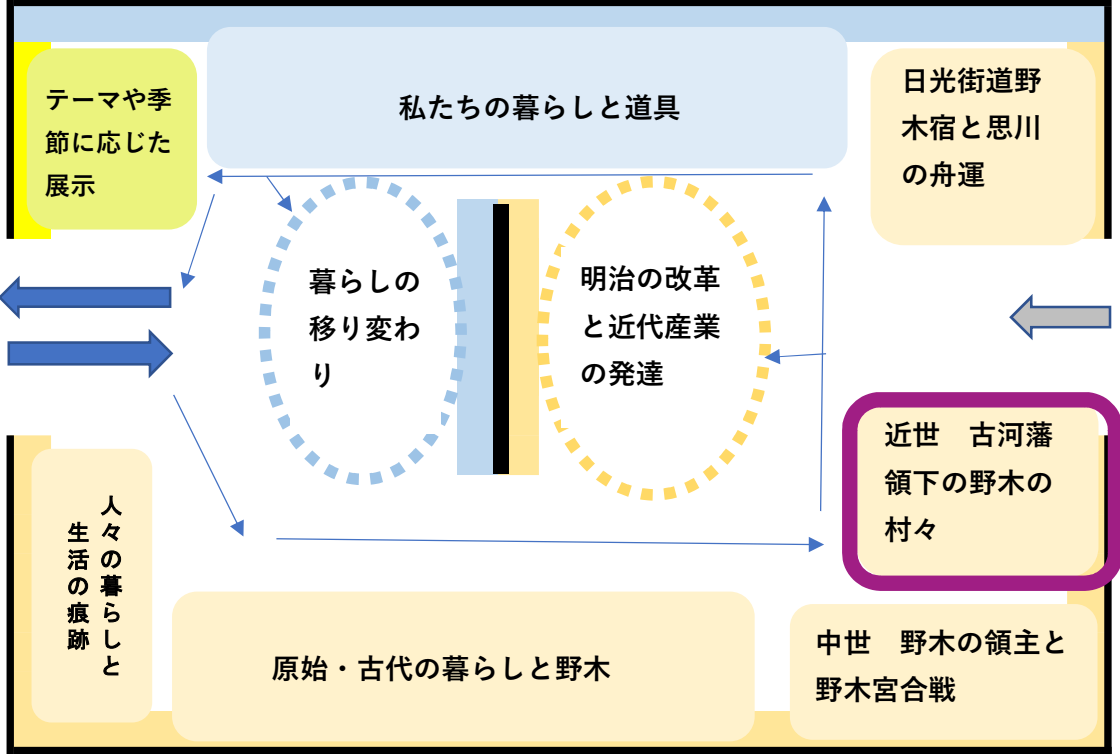 テーマや季
節に応じた
展示
私たちの暮らしと道具
日光街道野
木宿と思川
の舟運
暮らしの
移り変わ
り
明治の改革
と近代産業
の発達
近世　古河藩
領下の野木の
村々
人々の暮らしと
生活の痕跡
原始・古代の暮らしと野木
中世　野木の領主と
野木宮合戦